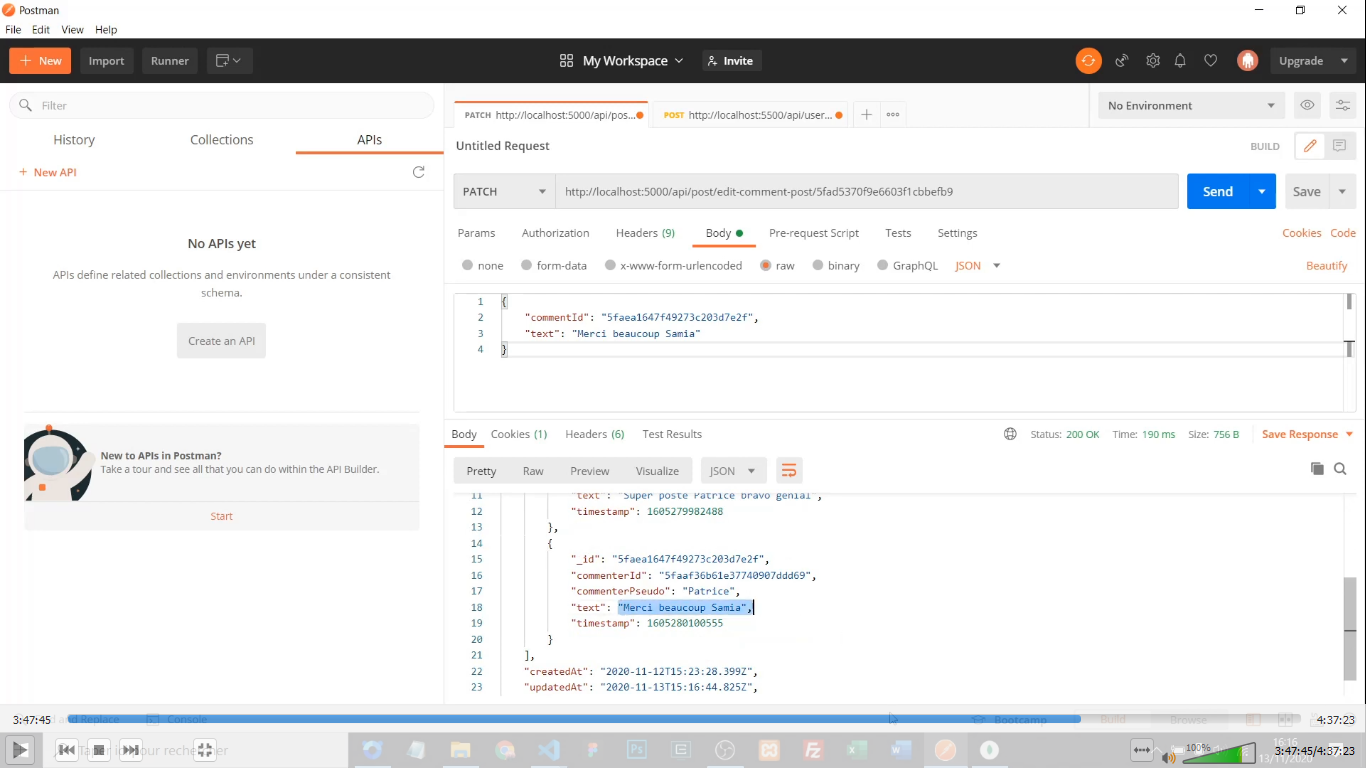 Postman
File Edit View Help
+ New Import Runner My Workspace Invite Upgrade
Filter
History Collections APIs
+ New API
No APIs yet
APIs define related collections and environments under a consistent
schema.
Create an API
New to APIs in Postman?
Take a tour and see all that you can do within the API Builder.
Start
PATCH http://localhost:5000/api/pos... POST http://localhost:5500/api/user... + ••• No Environment
Untitled Request BUILD
PATCH http://localhost:5000/api/post/edit-comment-post/5fad5370f9e6603f1cbbefb9 Send Save
Params Authorization Headers (9) Body Pre-request Script Tests Settings Cookies Code
none form-data x-www-form-urlencoded raw binary GraphQL JSON Beautify
1 {
2 "commentId": "5faea1647f49273c203d7e2f",
3 "text": "Merci beaucoup Samia"
4 }
Body Cookies (1) Headers (6) Test Results Status: 200 OK Time: 190 ms Size: 756 B Save Response
Pretty Raw Preview Visualize JSON
11 "text": "Super poste Patrice bravo génial",
12 "timestamp": 1605279982488
13 },
14 {
15 "_id": "5faea1647f49273c203d7e2f",
16 "commenterId": "5faaf36b61e37740907ddd69",
17 "commenterPseudo": "Patrice",
18 "text": "Merci beaucoup Samia",
19 "timestamp": 1605280100555
20 }
21 ],
22 "createdAt": "2020-11-12T15:23:28.399Z",
23 "updatedAt": "2020-11-13T15:16:44.825Z",
3:47:45 and Replace Console Bootcamp Build Browse 4:37:23
100% 16:16
13/11/2020 3:47:45/4:37:23